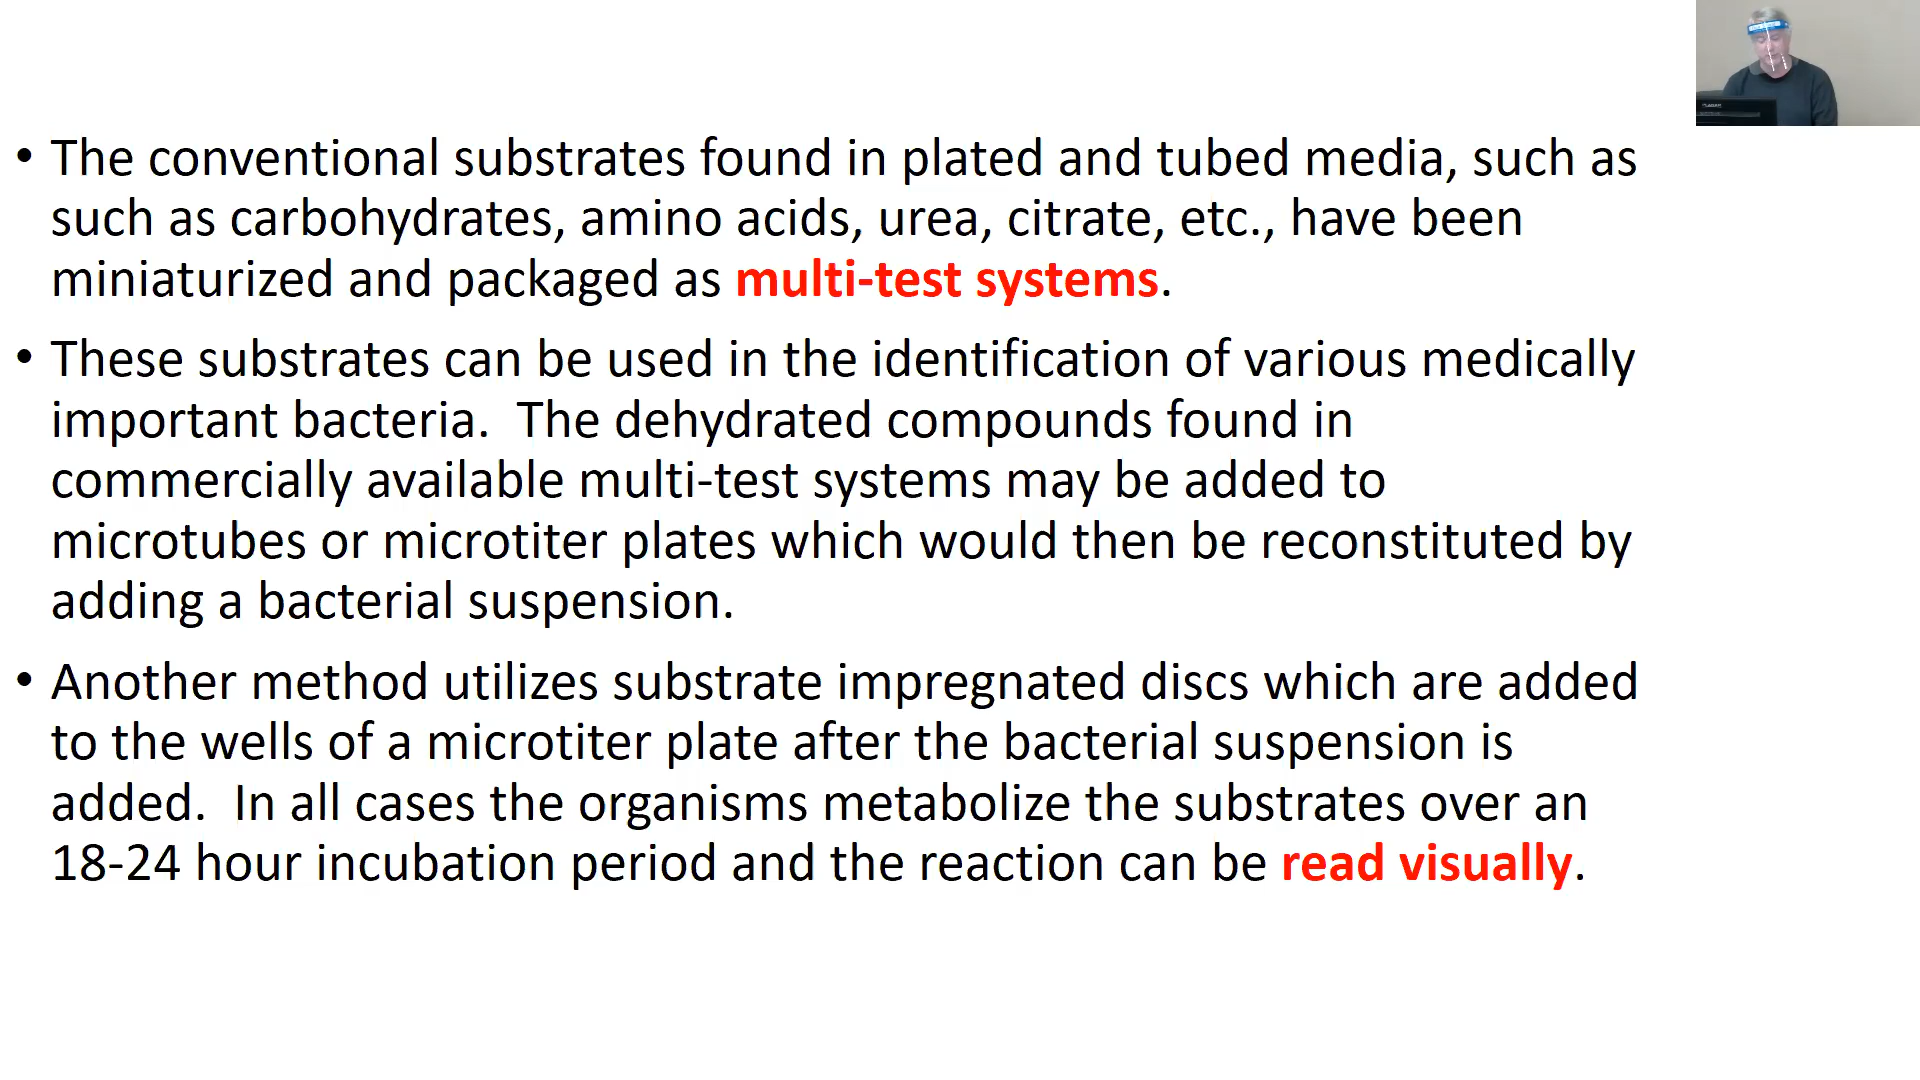 • The conventional substrates found in plated and tubed media, such as
such as carbohydrates, amino acids, urea, citrate, etc., have been
miniaturized and packaged as multi-test systems.
• These substrates can be used in the identification of various medically
important bacteria.  The dehydrated compounds found in
commercially available multi-test systems may be added to
microtubes or microtiter plates which would then be reconstituted by
adding a bacterial suspension.
• Another method utilizes substrate impregnated discs which are added
to the wells of a microtiter plate after the bacterial suspension is
added.  In all cases the organisms metabolize the substrates over an
18-24 hour incubation period and the reaction can be read visually.